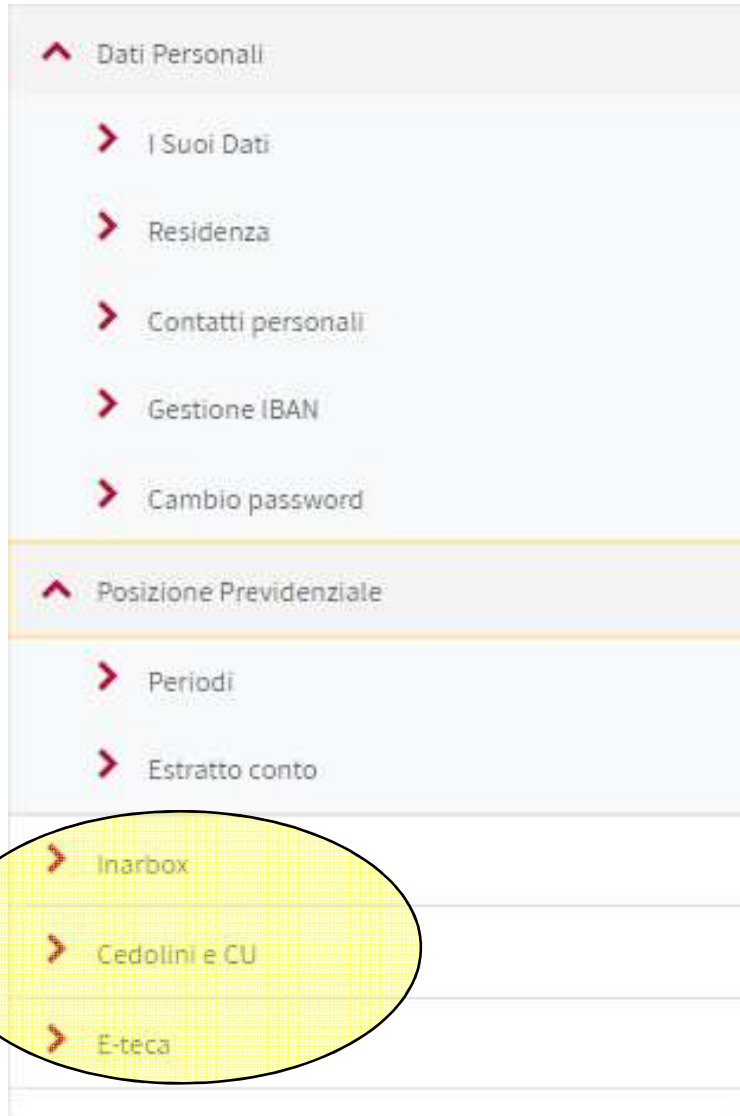 Dati Personali
I Suoi Dati
Residenza
Contatti personali
Gestione IBAN
Cambio password
Posizione Previdenziale
Periodi
Estratto conto
Inarbox
Cedolini e CU
E-teca